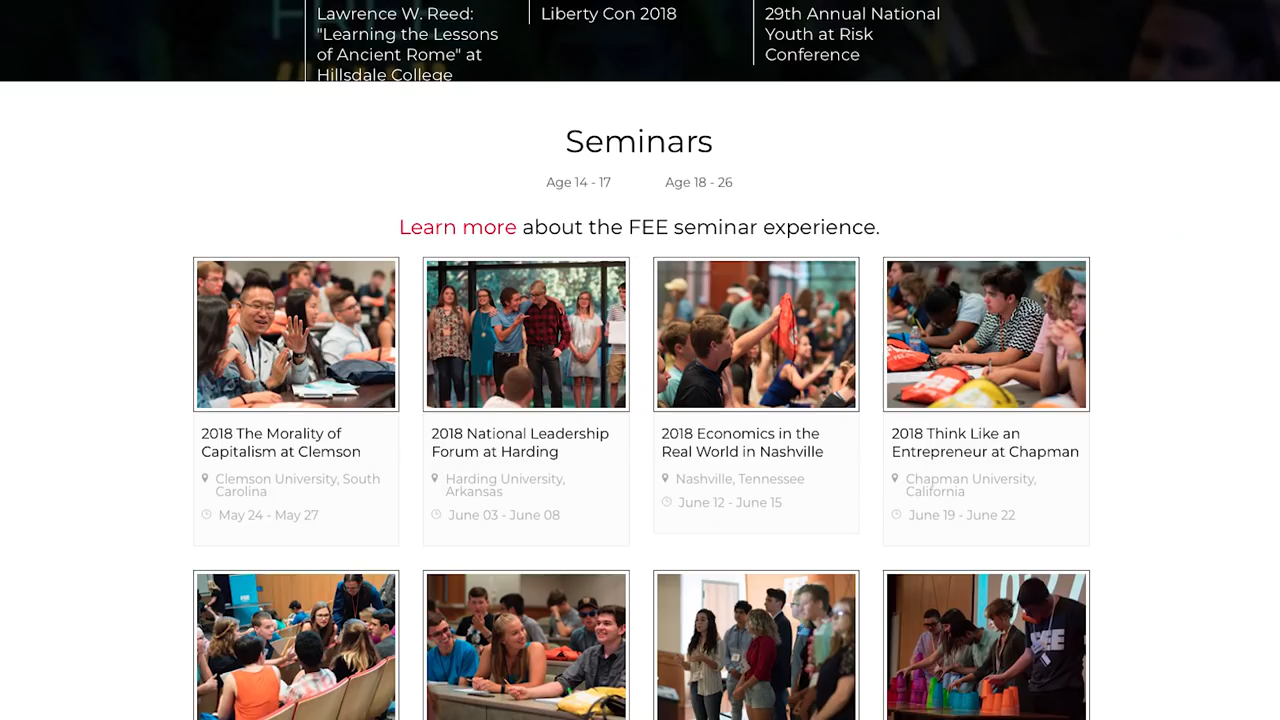 Lawrence W. Reed:
"Learning the Lessons
of Ancient Rome" at
Hillsdale College
Liberty Con 2018
29th Annual National
Youth at Risk
Conference
Seminars
Age 14 - 17
Age 18 - 26
Learn more about the FEE seminar experience.
2018 The Morality of
Capitalism at Clemson
Clemson University, South
Carolina
May 24 - May 27
2018 National Leadership
Forum at Harding
Harding University,
Arkansas
June 03 - June 08
2018 Economics in the
Real World in Nashville
Nashville, Tennessee
June 12 - June 15
2018 Think Like an
Entrepreneur at Chapman
Chapman University,
California
June 19 - June 22
FEE